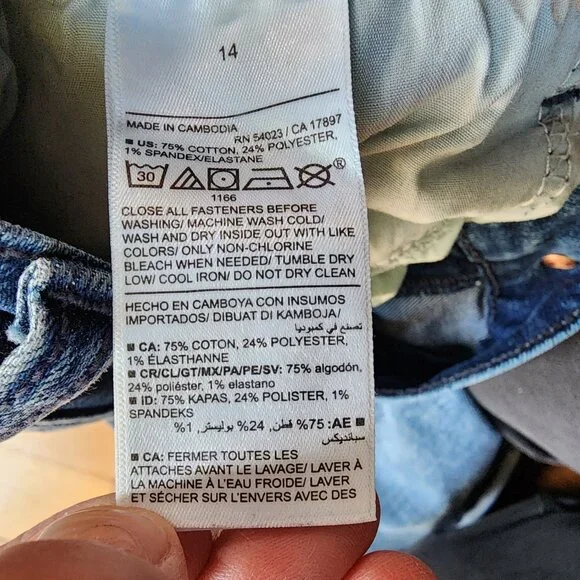 14
MADE IN CAMBODIA RN 54023 / CA 17897
■ US: 75% COTTON, 24% POLYESTER,
1% SPANDEX/ELASTANE
30
®
1166
CLOSE ALL FASTENERS BEFORE
WASHING/ MACHINE WASH COLD/
WASH AND DRY INSIDE OUT WITH LIKE
COLORS/ ONLY NON-CHLORINE
BLEACH WHEN NEEDED/ TUMBLE DRY
LOW/ COOL IRON/ DO NOT DRY CLEAN
HECHO EN CAMBOYA CON INSUMOS
IMPORTADOS/ DIBUAT DI KAMBOJA/
تصنع في كمبوديا
■ CA: 75% COTON, 24% POLYESTER,
1% ÉLASTHANNE
■ CR/CL/GT/MX/PA/PE/SV: 75% algodón,
24% poliéster, 1% elastano
■ ID: 75% KAPAS, 24% POLISTER, 1%
SPANDEKS
■ AE: 75% قطن, 24% بوليستر, 1%
سبانديكس
■ CA: FERMER TOUTES LES
ATTACHES AVANT LE LAVAGE/ LAVER À
LA MACHINE À L'EAU FROIDE/ LAVER
ET SÉCHER SUR L'ENVERS AVEC DES